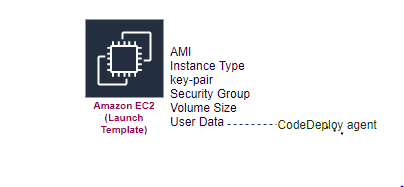 Amazon EC2
(Launch
Template)
AMI
Instance Type
key-pair
Security Group
Volume Size
User Data
CodeDeploy agent